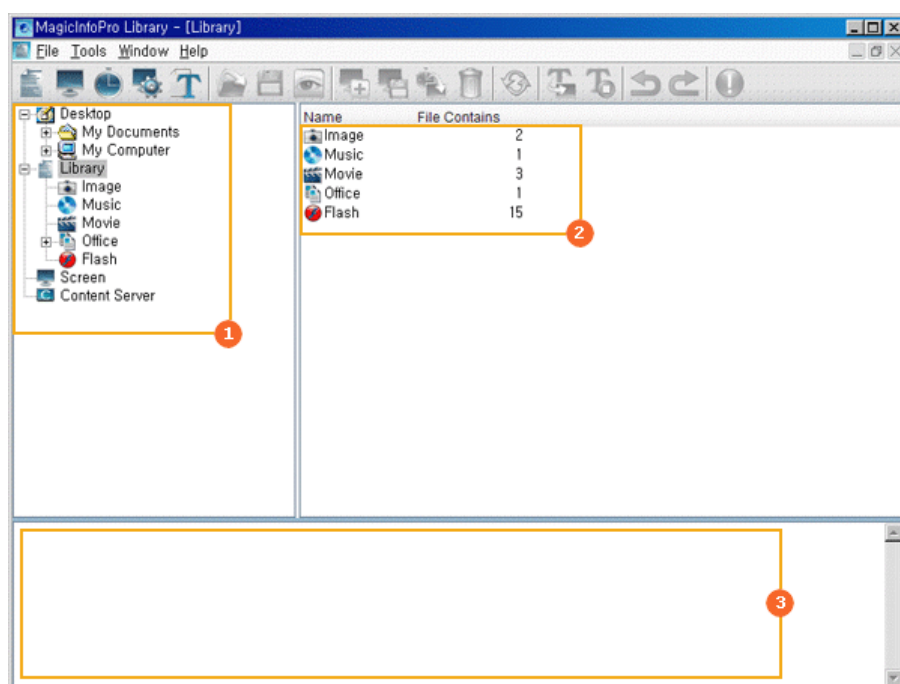 MagicInfoPro Library - [Library]
File Tools Window Help
Desktop
My Documents
My Computer
Library
Image
Music
Movie
Office
Flash
Screen
Content Server
1
Name File Contains
Image 2
Music 1
Movie 3
Office 1
Flash 15
2
3